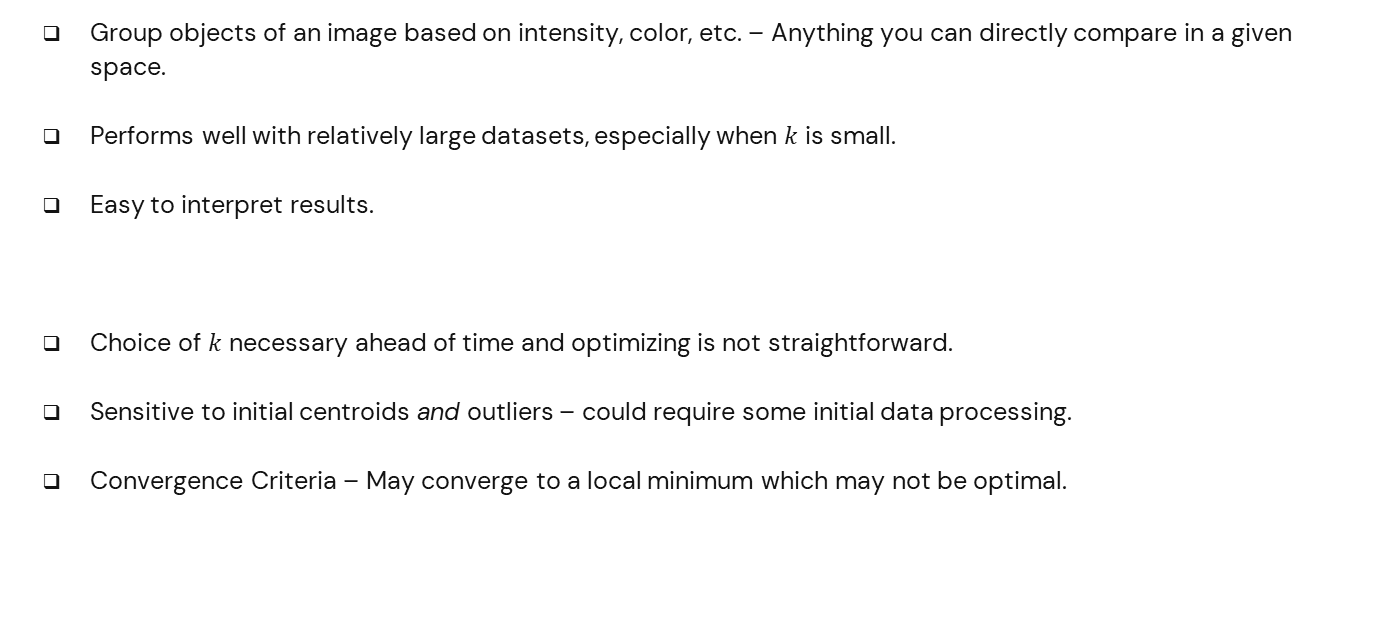 ❑ Group objects of an image based on intensity, color, etc. – Anything you can directly compare in a given
space.
❑ Performs well with relatively large datasets, especially when k is small.
❑ Easy to interpret results.
❑ Choice of k necessary ahead of time and optimizing is not straightforward.
❑ Sensitive to initial centroids and outliers – could require some initial data processing.
❑ Convergence Criteria – May converge to a local minimum which may not be optimal.